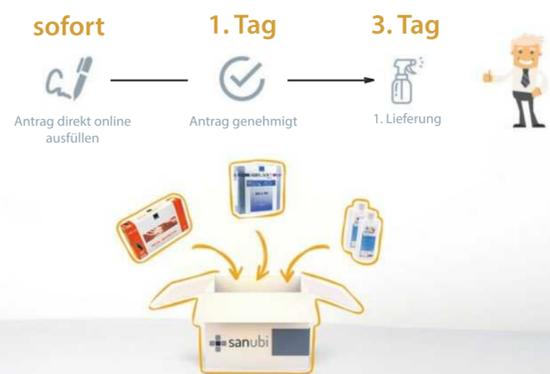 sofort
1. Tag
3. Tag
Antrag direkt online
ausfüllen
Antrag genehmigt
1. Lieferung
sanubi